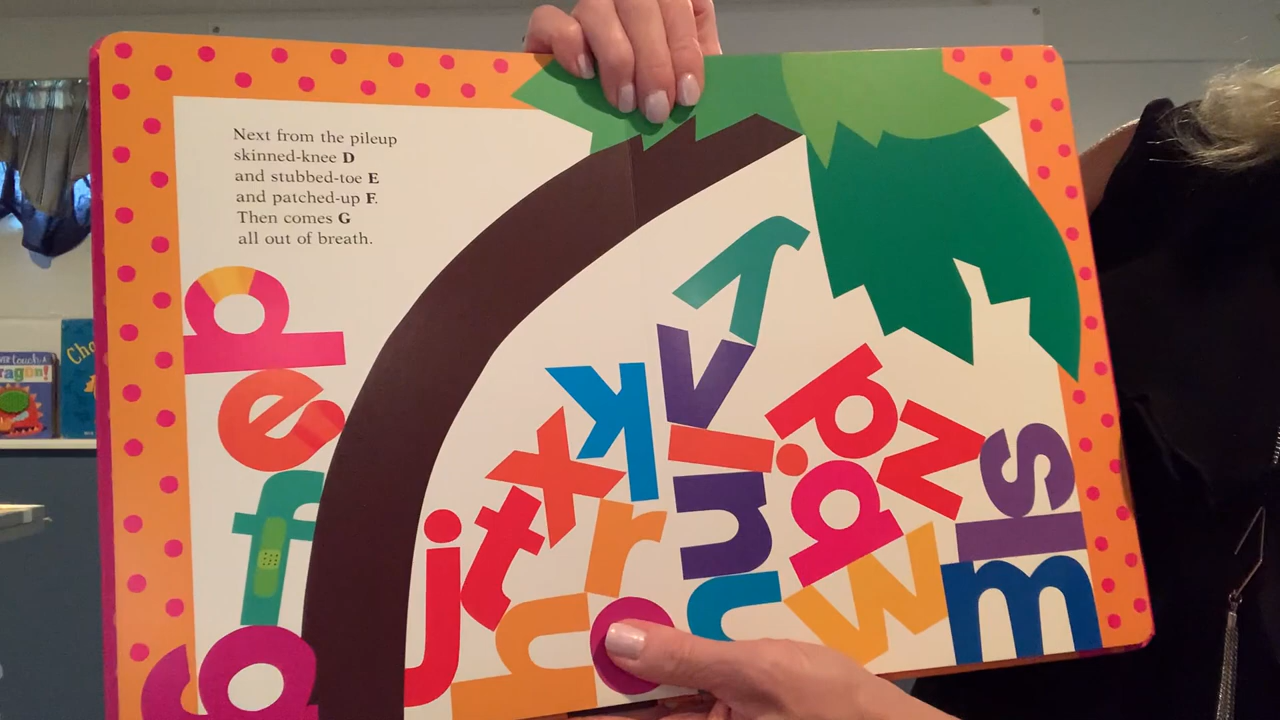 Next from the pileup
skinned-knee D
and stubbed-toe E
and patched-up F.
Then comes G
all out of breath.
d
e
f
g
y
k
v
p
z
s
x
i
n
q
l
j
t
r
h
o
u
w
m